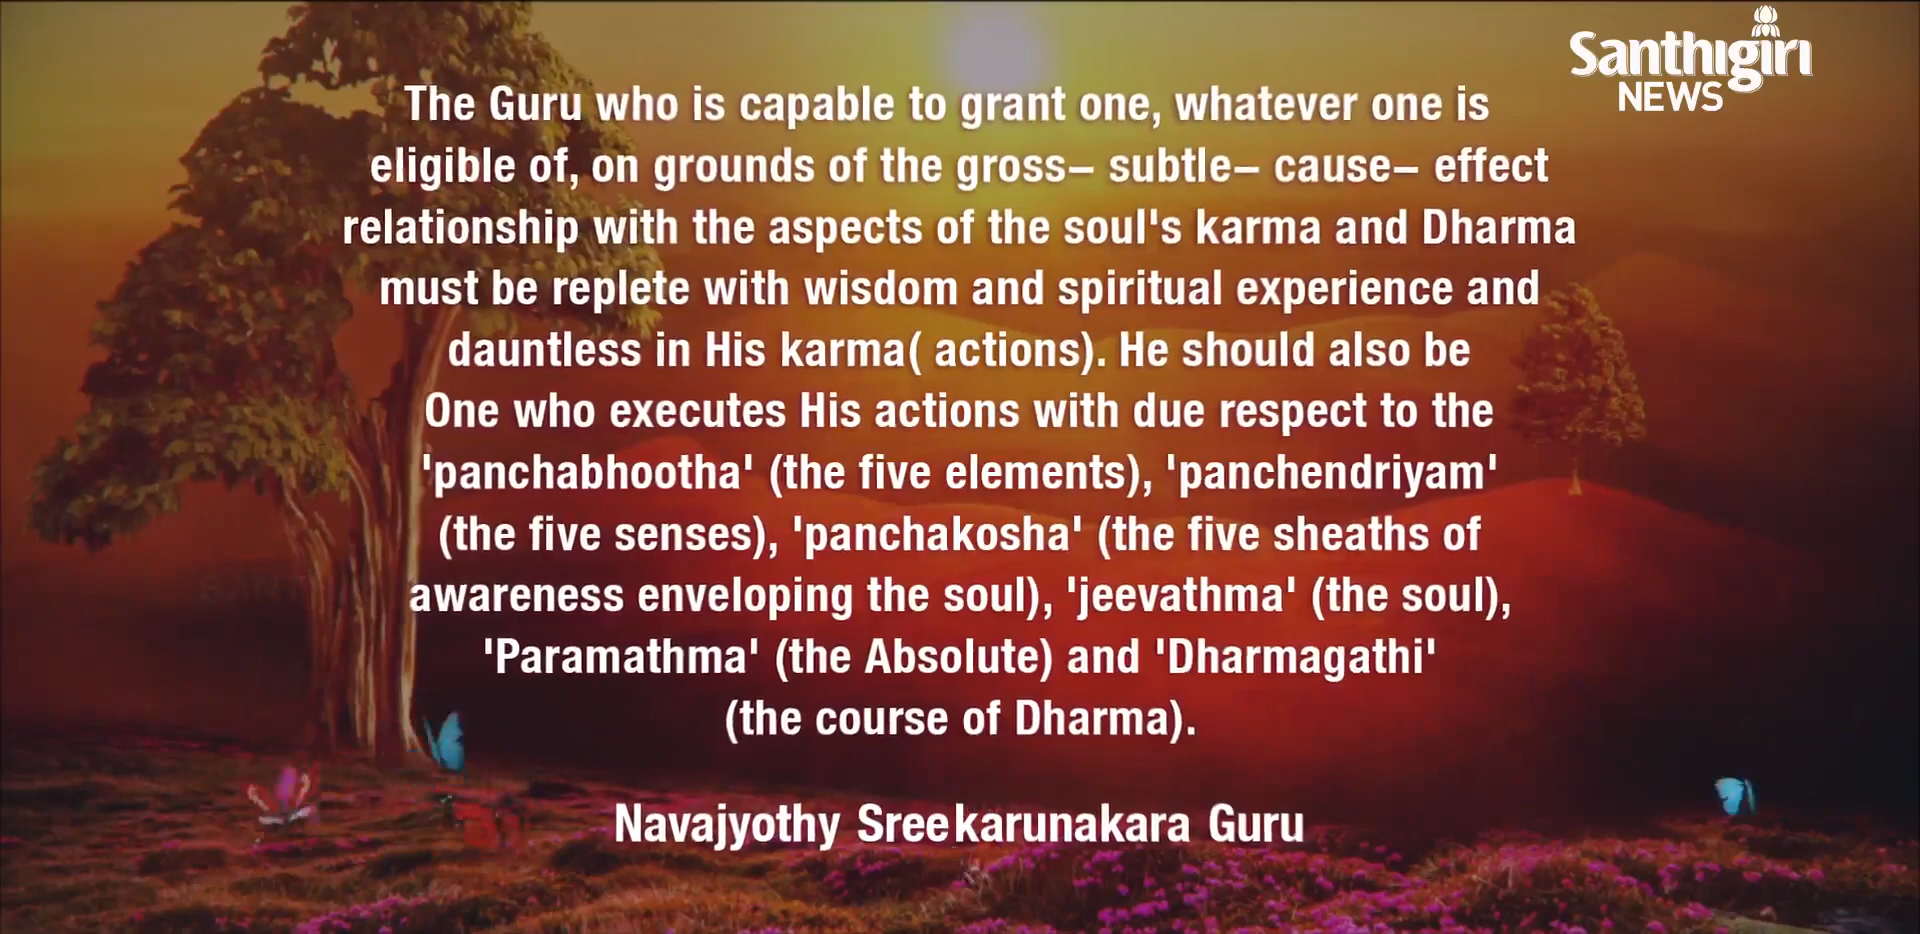 Santhigiri
NEWS
The Guru who is capable to grant one, whatever one is
eligible of, on grounds of the gross– subtle– cause– effect
relationship with the aspects of the soul's karma and Dharma
must be replete with wisdom and spiritual experience and
dauntless in His karma( actions). He should also be
One who executes His actions with due respect to the
'panchabhootha' (the five elements), 'panchendriyam'
(the five senses), 'panchakosha' (the five sheaths of
awareness enveloping the soul), 'jeevathma' (the soul),
'Paramathma' (the Absolute) and 'Dharmagathi'
(the course of Dharma).
Navajyothy Sreekarunakara Guru